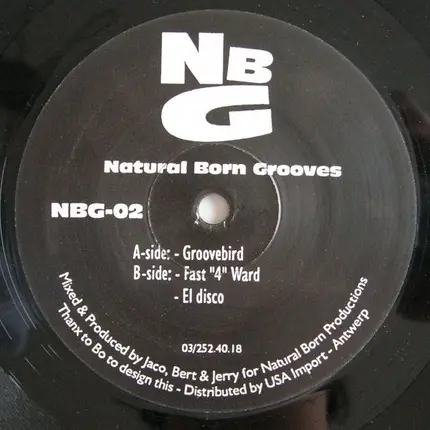 NB
G
Natural Born Grooves
NBG-02
A-side: - Groovebird
B-side: - Fast "4" Ward
- El disco
03/252.40.18
Mixed & Produced by Jaco, Bert & Jerry for Natural Born Productions
Thanx to Bo to design this - Distributed by USA Import - Antwerp